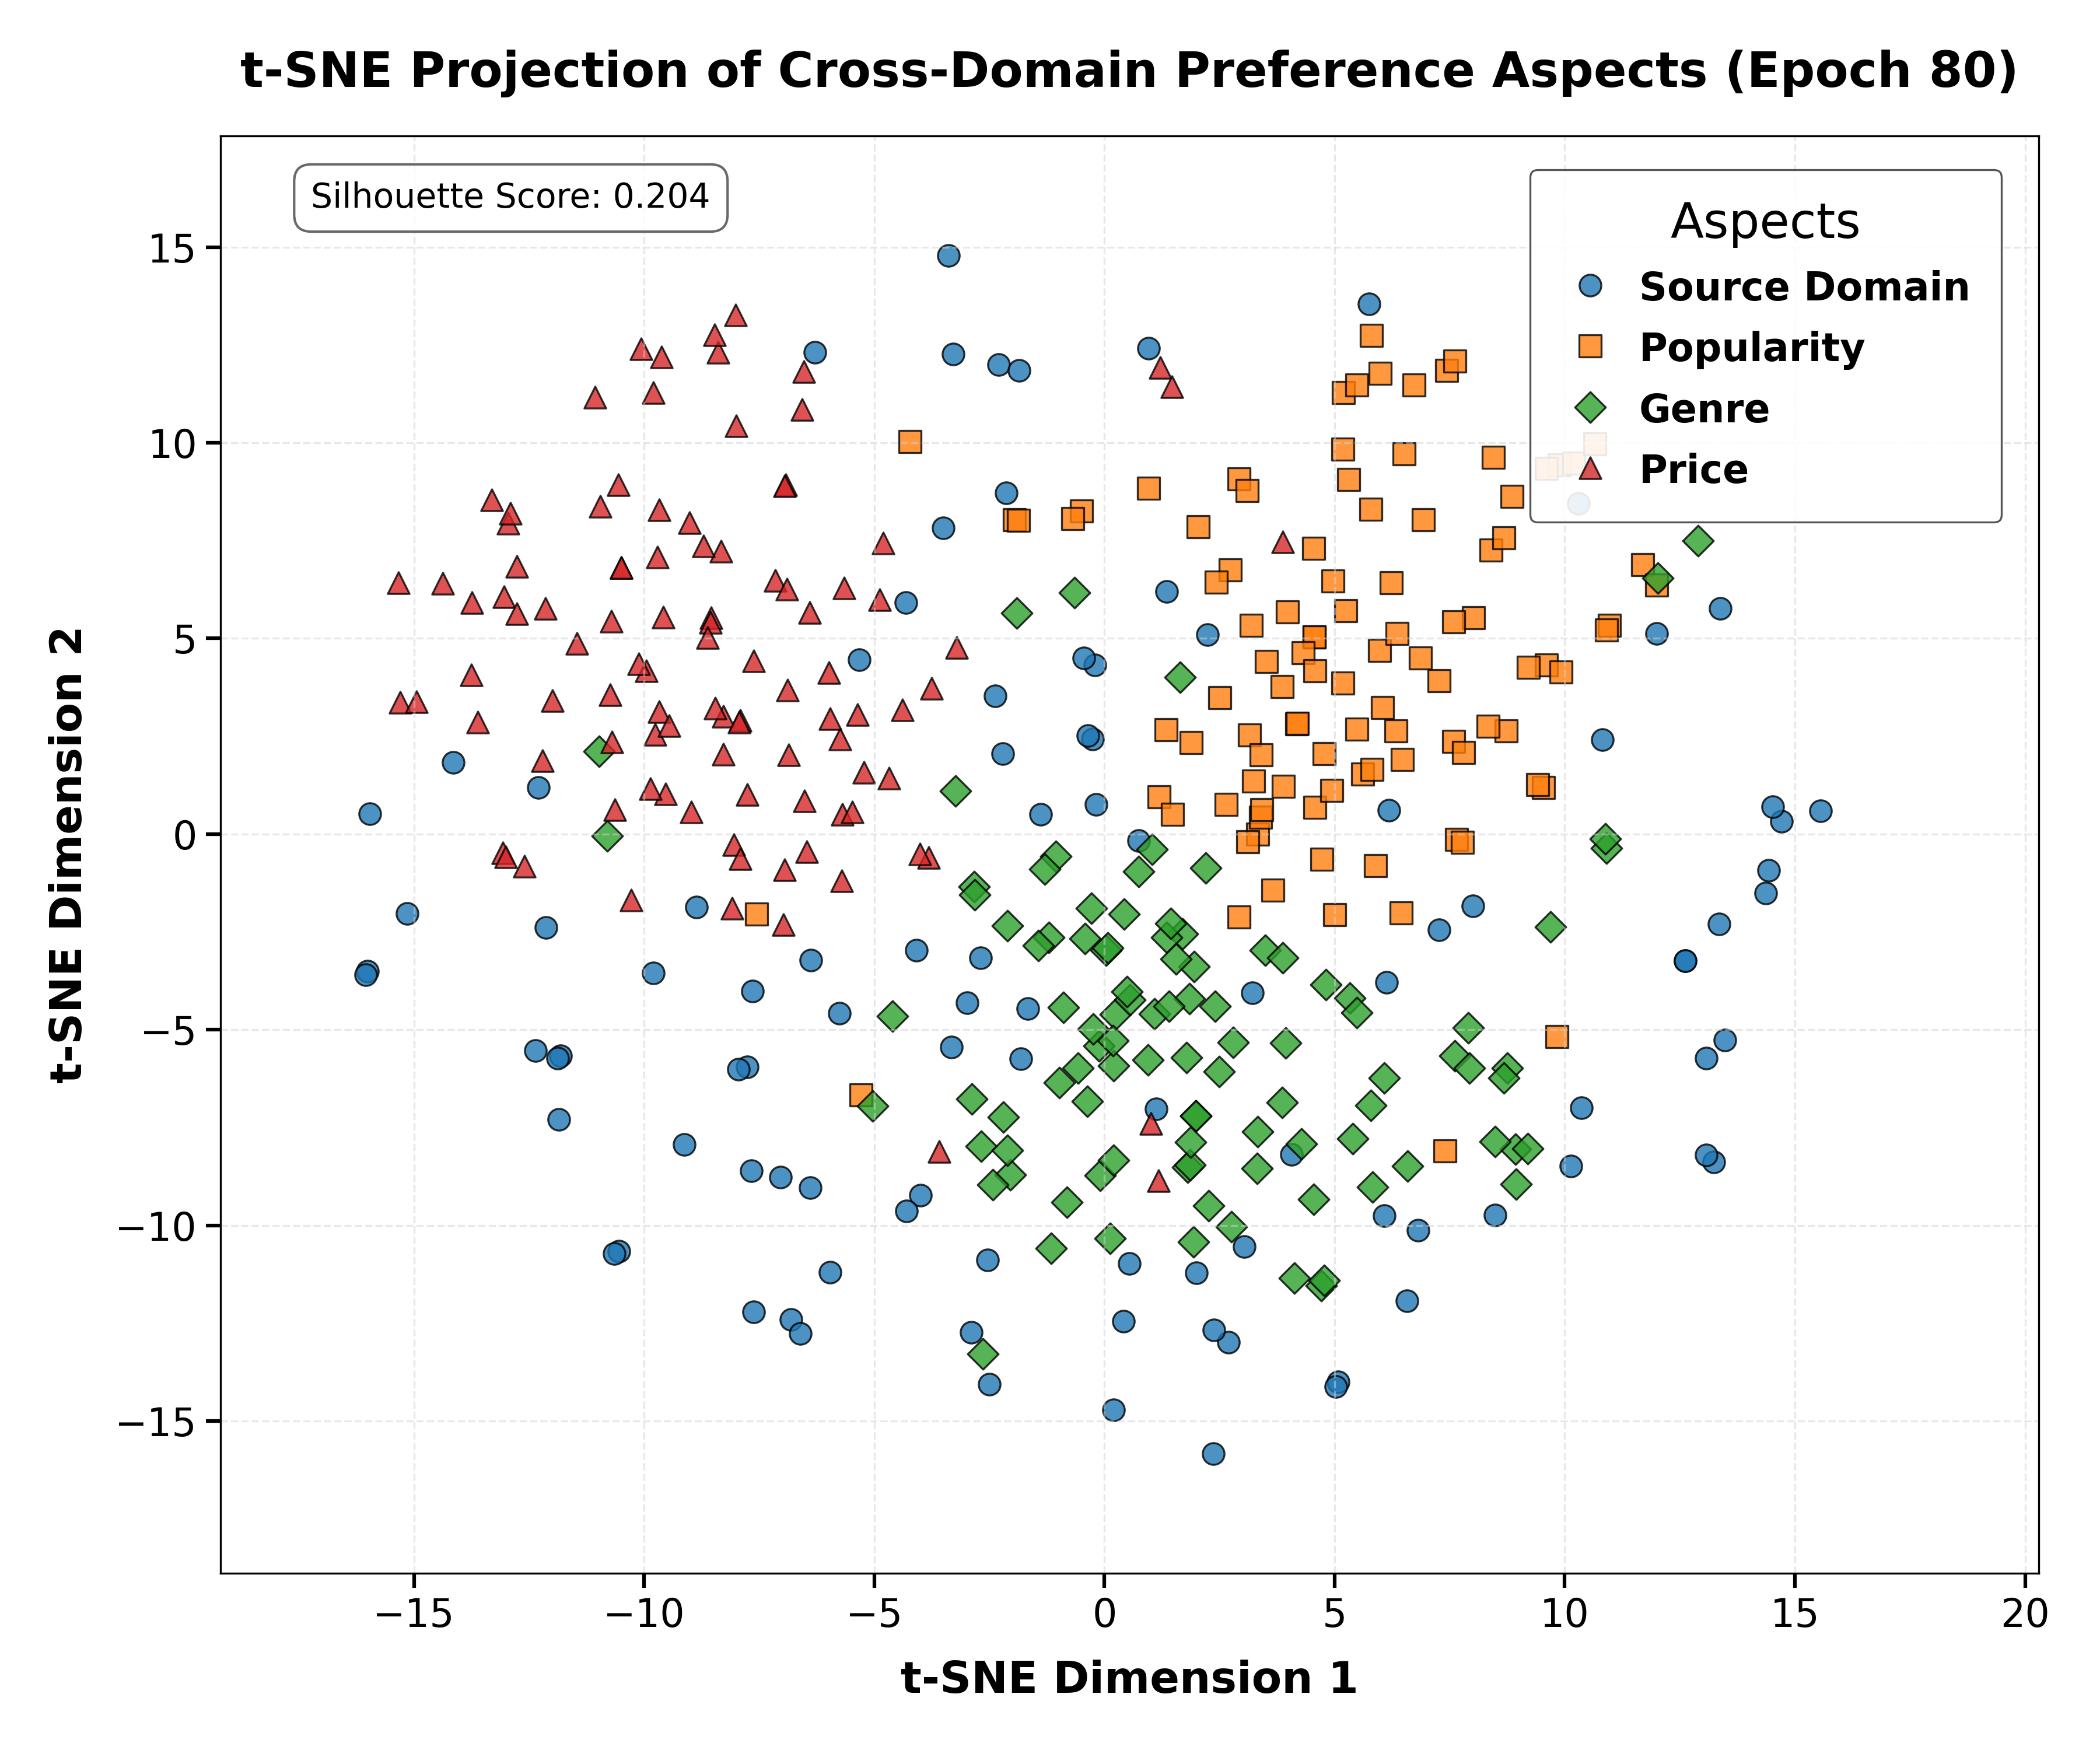 t-SNE Projection of Cross-Domain Preference Aspects (Epoch 80)
Silhouette Score: 0.204
Aspects
Source Domain
Popularity
Genre
Price
t-SNE Dimension 2
15
10
5
0
−5
−10
−15
−15
−10
−5
0
5
10
15
20
t-SNE Dimension 1